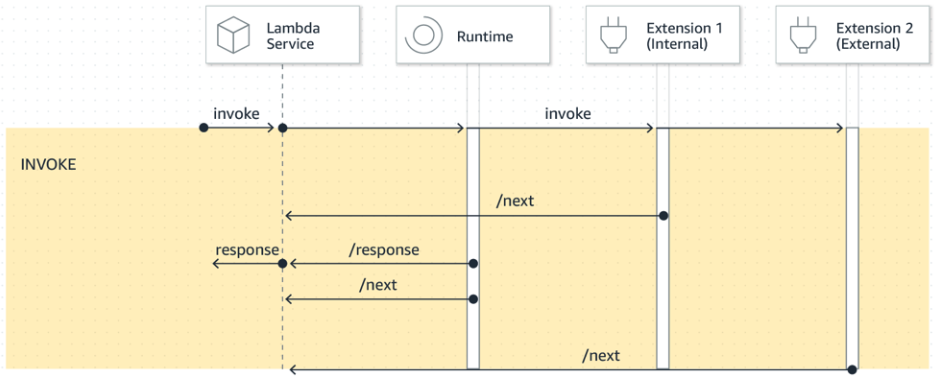 Lambda
Service
Runtime
Extension 1
(Internal)
Extension 2
(External)
invoke
invoke
INVOKE
/next
response
/response
/next
/next